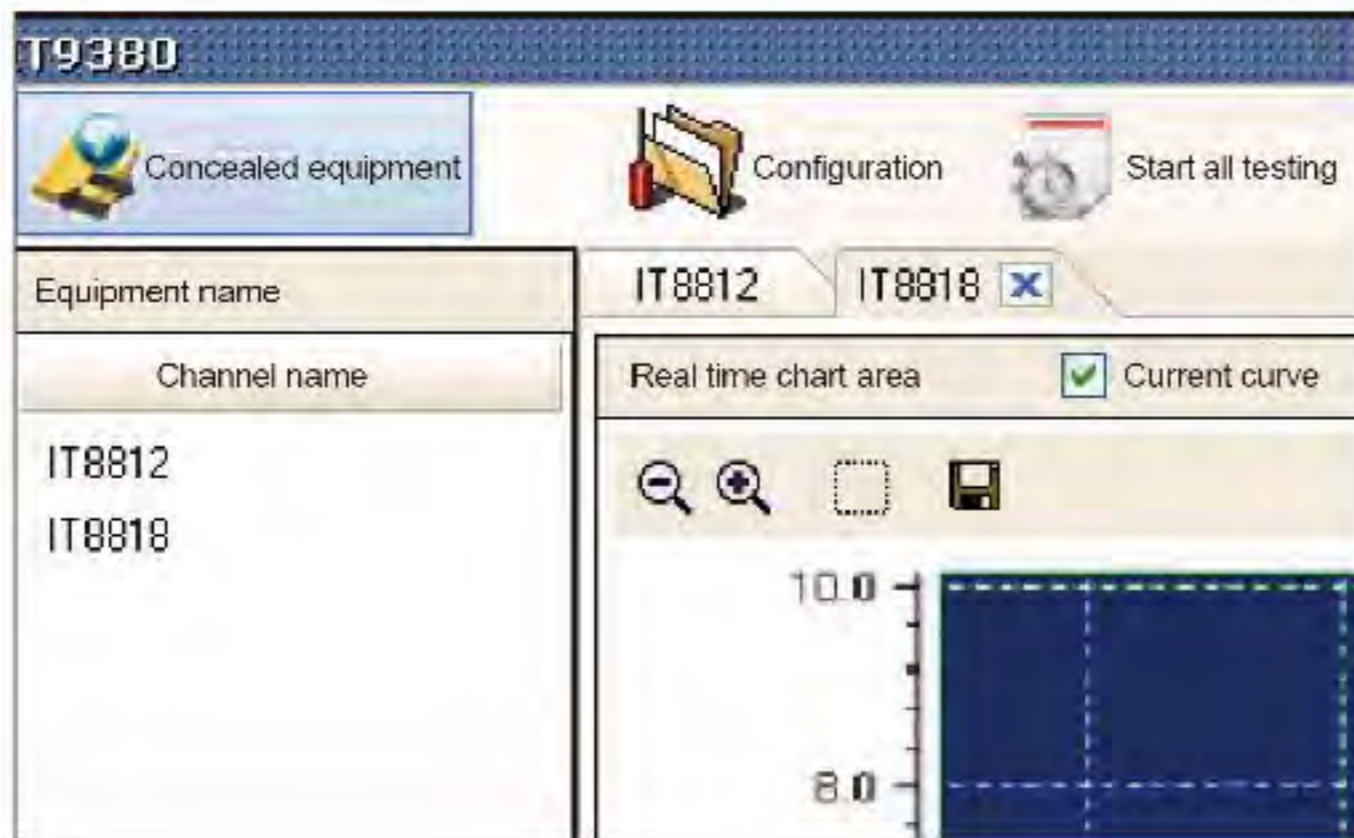 IT9380
Concealed equipment
Configuration
Start all testing
Equipment name
IT8812
IT8818
Channel name
Real time chart area
Current curve
IT8812
IT8818
10.0
8.0